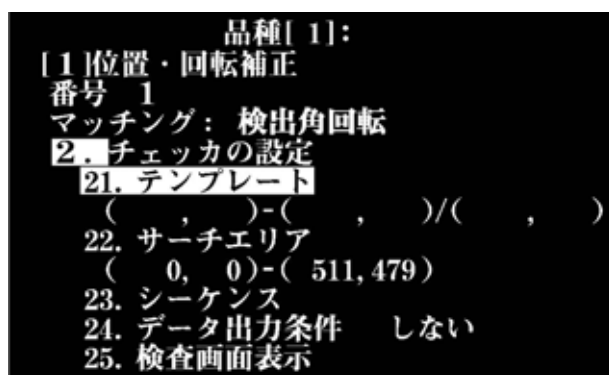 品種[ 1]:
[1]位置・回転補正
番号 1
マッチング: 検出角回転
2. チェッカの設定
21. テンプレート
( , )-( , )/( , )
22. サーチエリア
( 0, 0)-( 511,479)
23. シーケンス
24. データ出力条件 しない
25. 検査画面表示